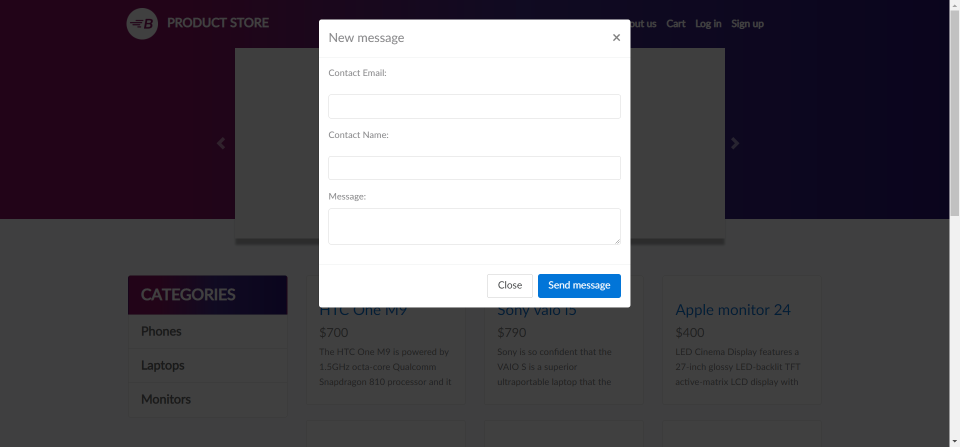 B PRODUCT STORE
out us Cart Log in Sign up
New message ×
Contact Email:
Contact Name:
Message:
Close Send message
CATEGORIES
Phones
Laptops
Monitors
HTC One M9
$700
The HTC One M9 is powered by
1.5GHz octa-core Qualcomm
Snapdragon 810 processor and it
Sony vaio i5
$790
Sony is so confident that the
VAIO S is a superior
ultraportable laptop that the
Apple monitor 24
$400
LED Cinema Display features a
27-inch glossy LED-backlit TFT
active-matrix LCD display with